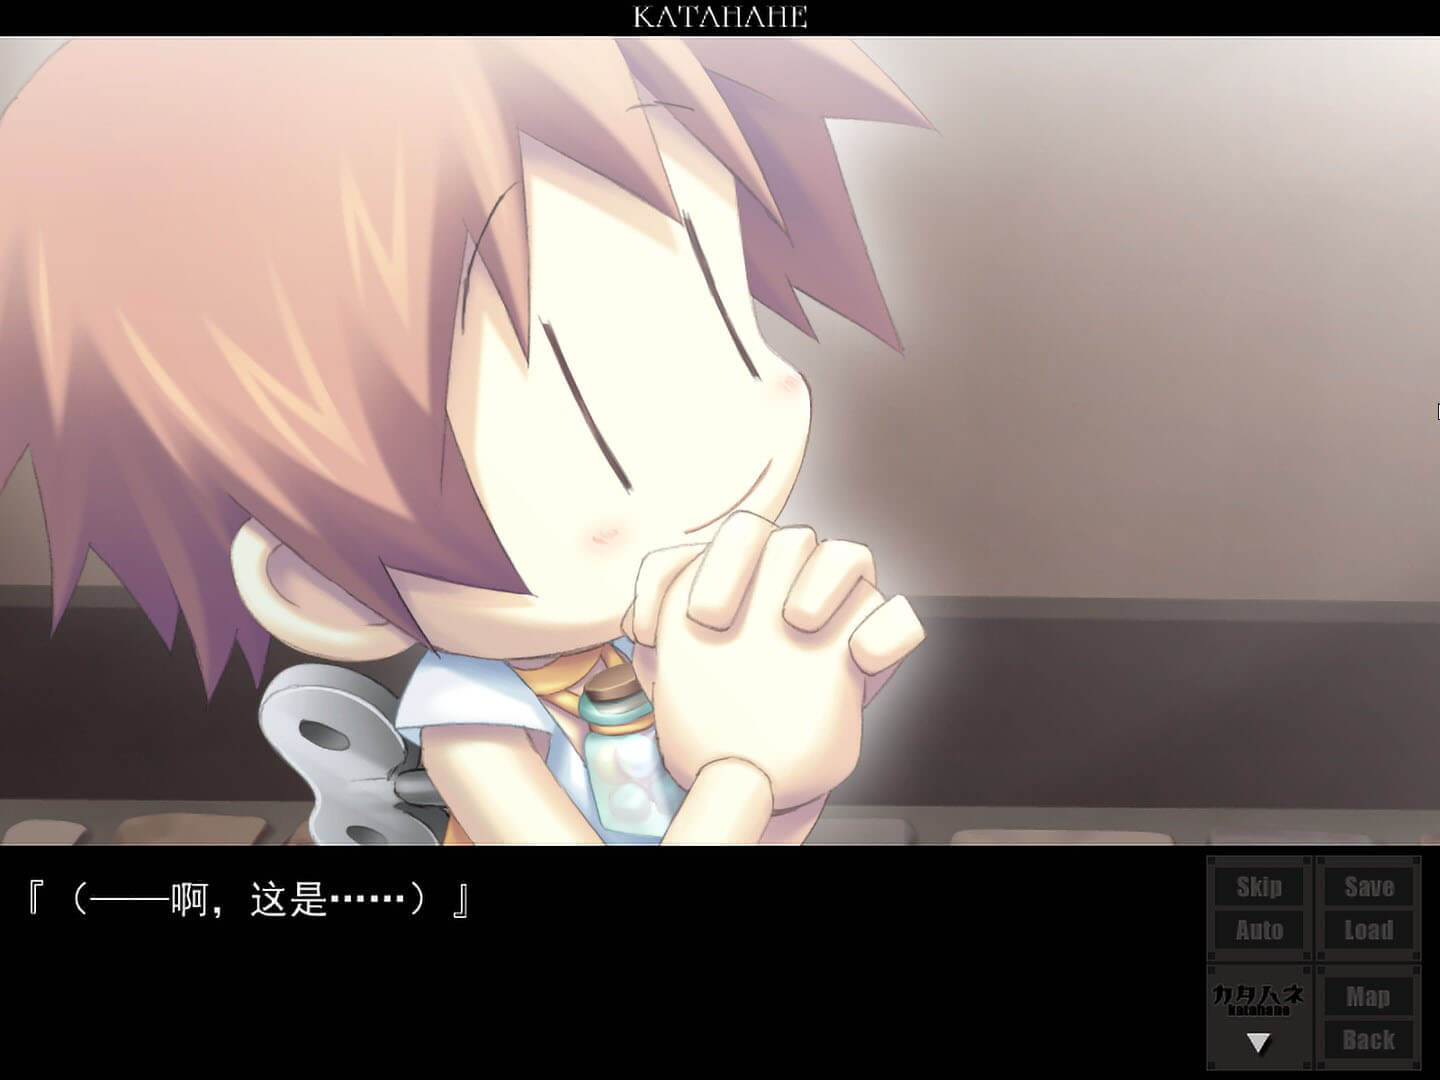 KATAHAHE
『（——啊，这是……）』
Skip
Save
Auto
Load
カタハネ
katahane
Map
Back